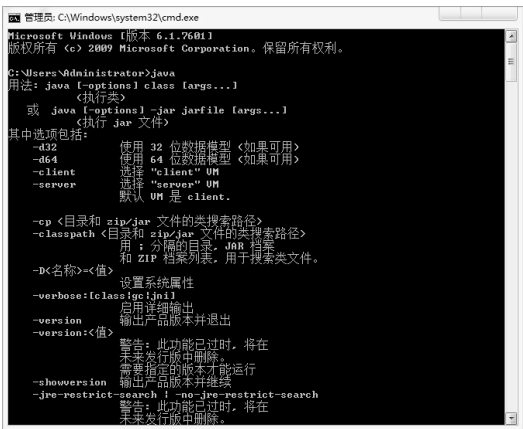 管理员: C:\Windows\system32\cmd.exe
Microsoft Windows [版本 6.1.7601]
版权所有 (c) 2009 Microsoft Corporation。保留所有权利。
C:\Users\Administrator>java
用法: java [-options] class [args...]
(执行类)
或 java [-options] -jar jarfile [args...]
(执行 jar 文件)
其中选项包括:
-d32 使用 32 位数据模型 (如果可用)
-d64 使用 64 位数据模型 (如果可用)
-client 选择 "client" VM
-server 选择 "server" VM
默认 VM 是 client.
-cp <目录和 zip/jar 文件的类搜索路径>
-classpath <目录和 zip/jar 文件的类搜索路径>
用 ; 分隔的目录, JAR 档案
和 ZIP 档案列表, 用于搜索类文件。
-D<名称>=<值>
设置系统属性
-verbose:[class|gc|jni]
启用详细输出
-version 输出产品版本并退出
-version:<值>
警告: 此功能已过时, 将在
未来发行版中删除。
需要指定的版本才能运行
-showversion 输出产品版本并继续
-jre-restrict-search | -no-jre-restrict-search
警告: 此功能已过时, 将在
未来发行版中删除。